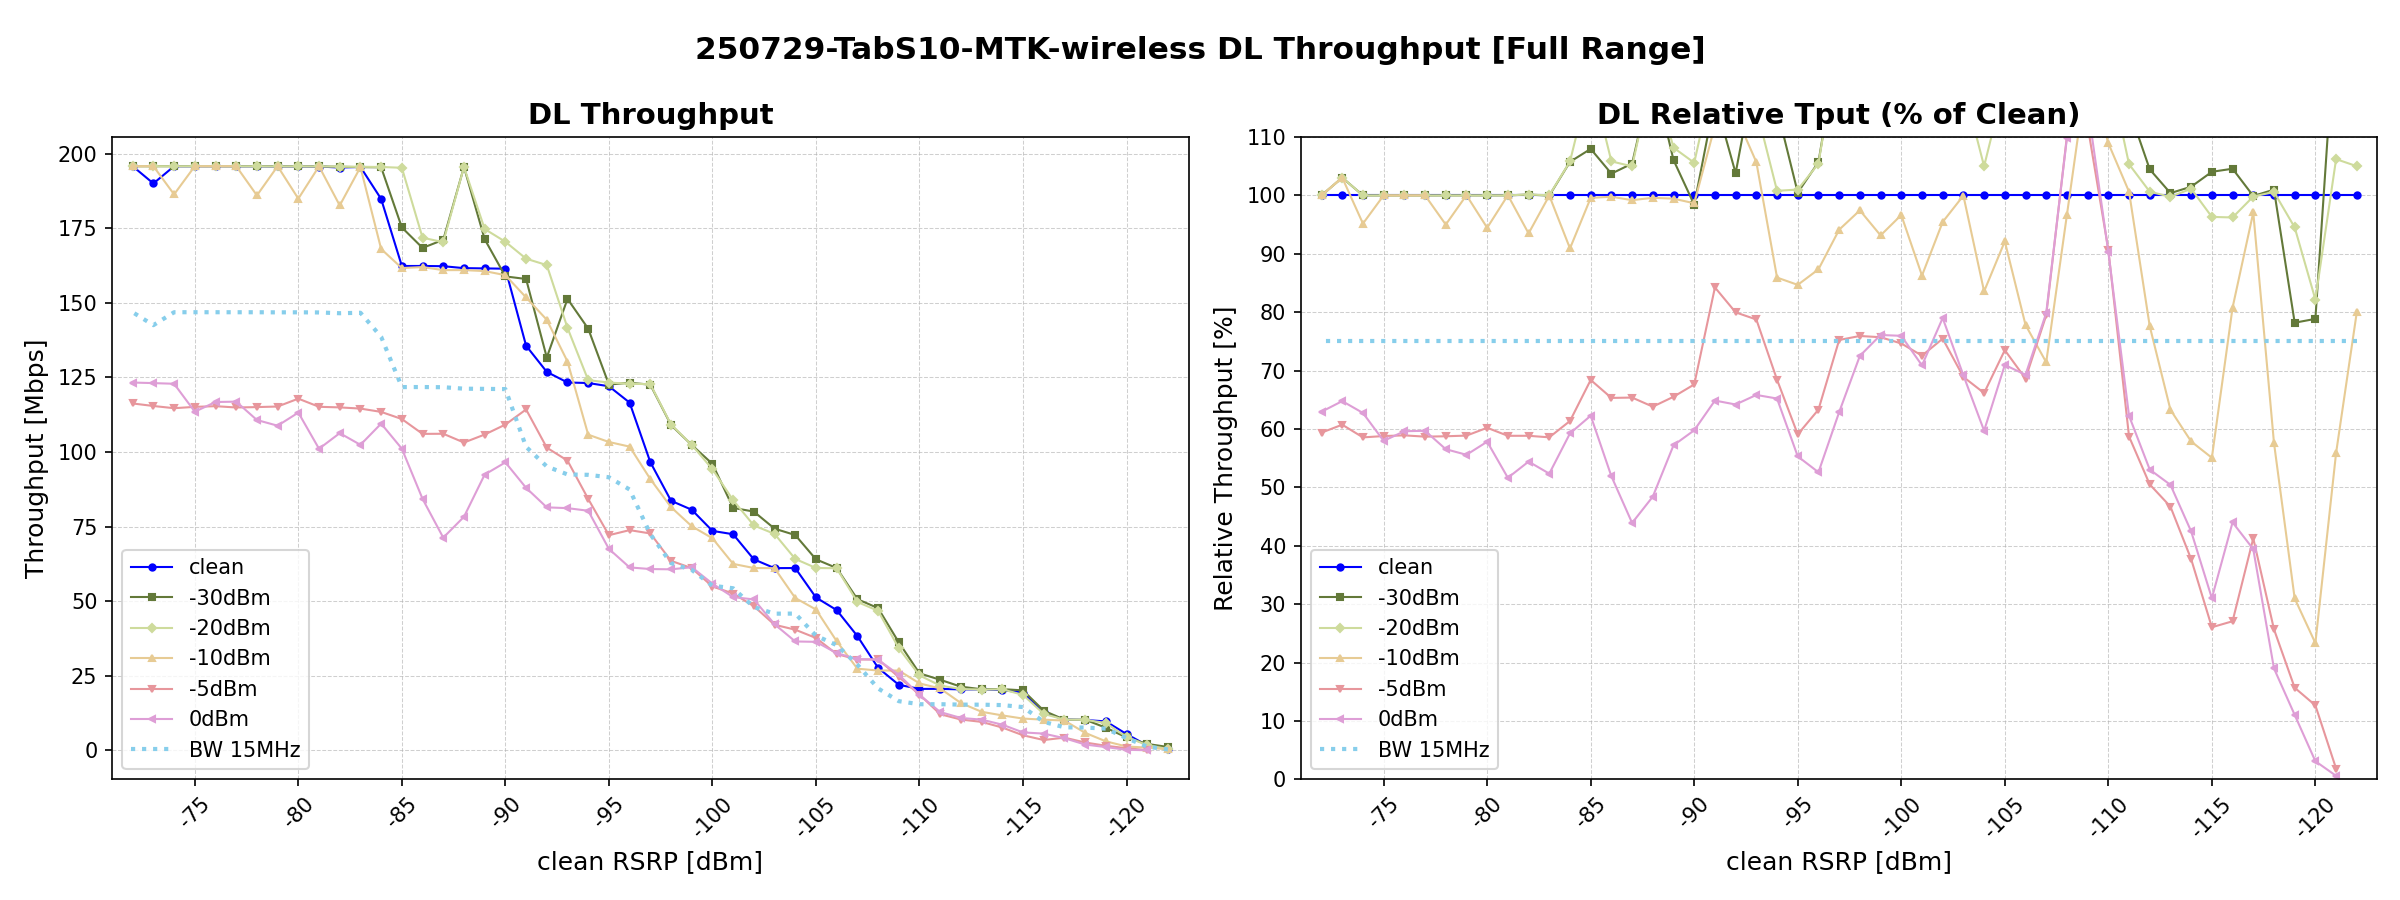 250729-TabS10-MTK-wireless DL Throughput [Full Range]
DL Throughput
Throughput [Mbps]
200
175
150
125
100
75
50
25
0
clean
-30dBm
-20dBm
-10dBm
-5dBm
0dBm
BW 15MHz
-75
-80
-85
-90
-95
-100
-105
-110
-115
-120
clean RSRP [dBm]
DL Relative Tput (% of Clean)
Relative Throughput [%]
110
100
90
80
70
60
50
40
30
20
10
0
clean
-30dBm
-20dBm
-10dBm
-5dBm
0dBm
BW 15MHz
-75
-80
-85
-90
-95
-100
-105
-110
-115
-120
clean RSRP [dBm]